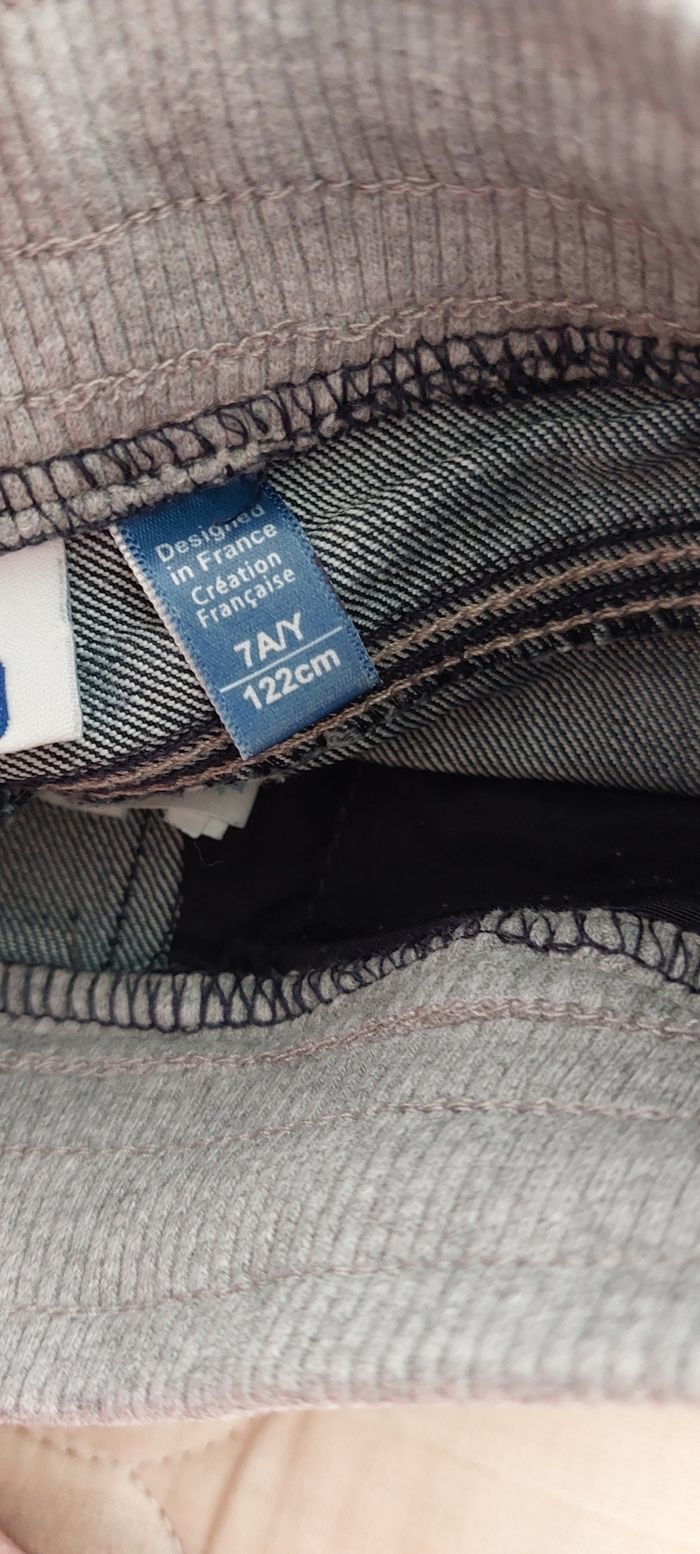 Designed
in France
Création
Française
7A/Y
122cm